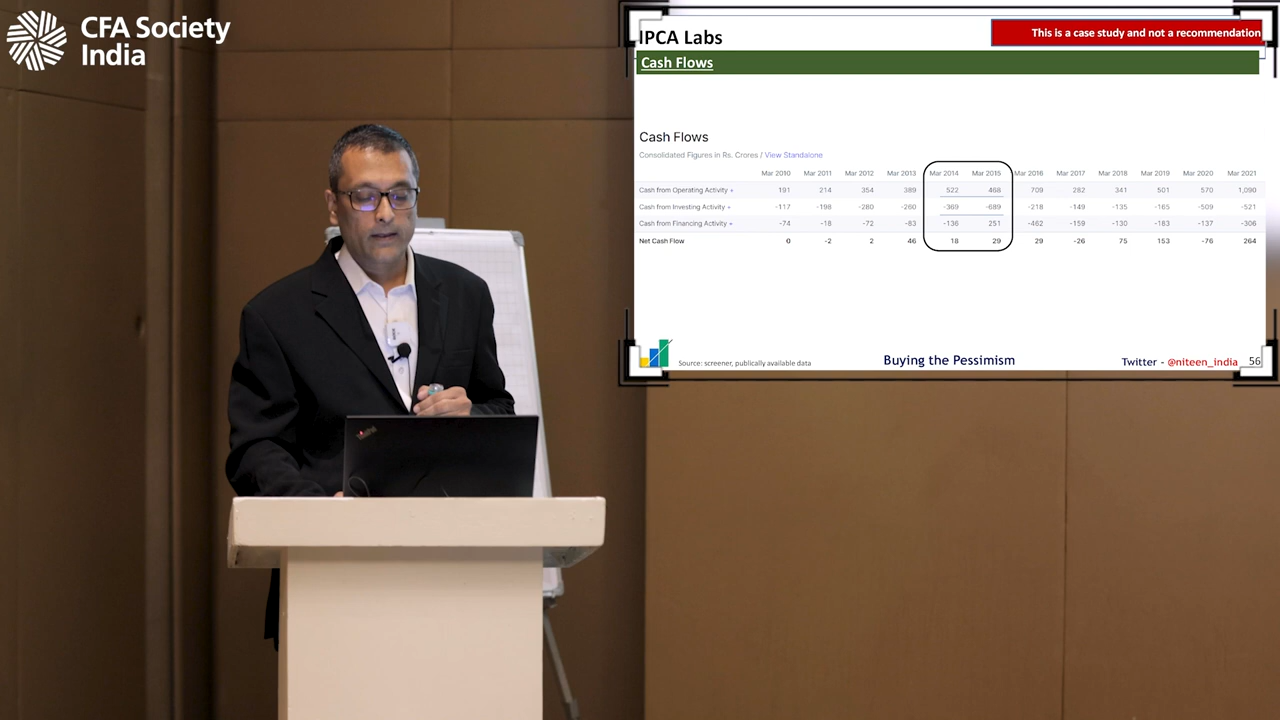 CFA Society
India
IPCA Labs
This is a case study and not a recommendation
Cash Flows
Cash Flows
Consolidated Figures in Rs. Crores / View Standalone
Mar 2010 Mar 2011 Mar 2012 Mar 2013 Mar 2014 Mar 2015 Mar 2016 Mar 2017 Mar 2018 Mar 2019 Mar 2020 Mar 2021
Cash from Operating Activity + 191 214 354 389 522 468 709 282 341 501 570 1,090
Cash from Investing Activity + -117 -198 -280 -260 -369 -689 -218 -149 -135 -165 -509 -521
Cash from Financing Activity + -74 -18 -72 -83 -136 251 -462 -159 -130 -183 -137 -306
Net Cash Flow 0 -2 2 46 18 29 29 -26 75 153 -76 264
Source: screener, publically available data
Buying the Pessimism
Twitter - @niteen_india
56